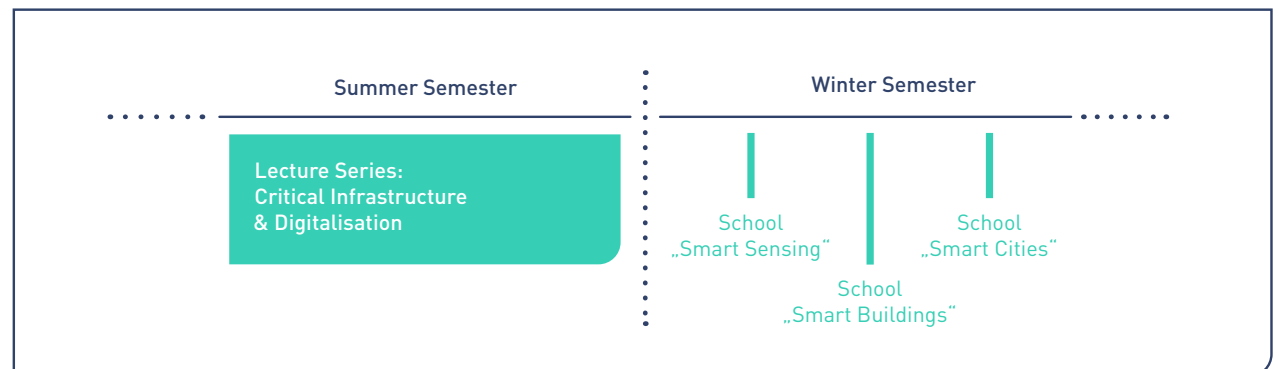 Summer Semester
Winter Semester
Lecture Series:
Critical Infrastructure
& Digitalisation
School
„Smart Sensing“
School
„Smart Buildings“
School
„Smart Cities“